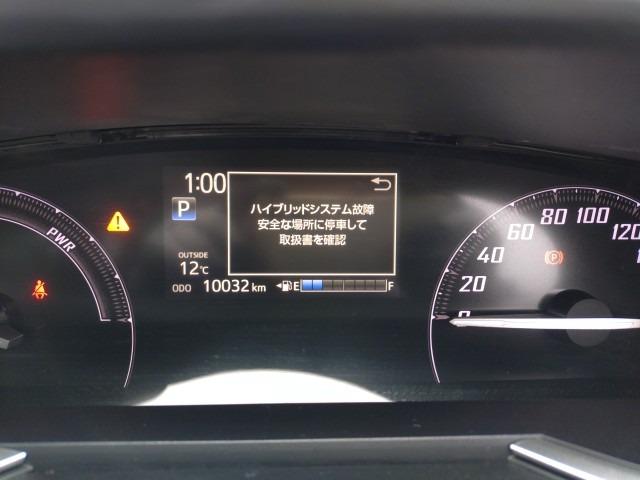 1:00
P
ハイブリッドシステム故障
安全な場所に停車して
取扱書を確認
OUTSIDE
12℃
ODO 10032 km
E F
PWR
0
20
40
60
80
100
120
P